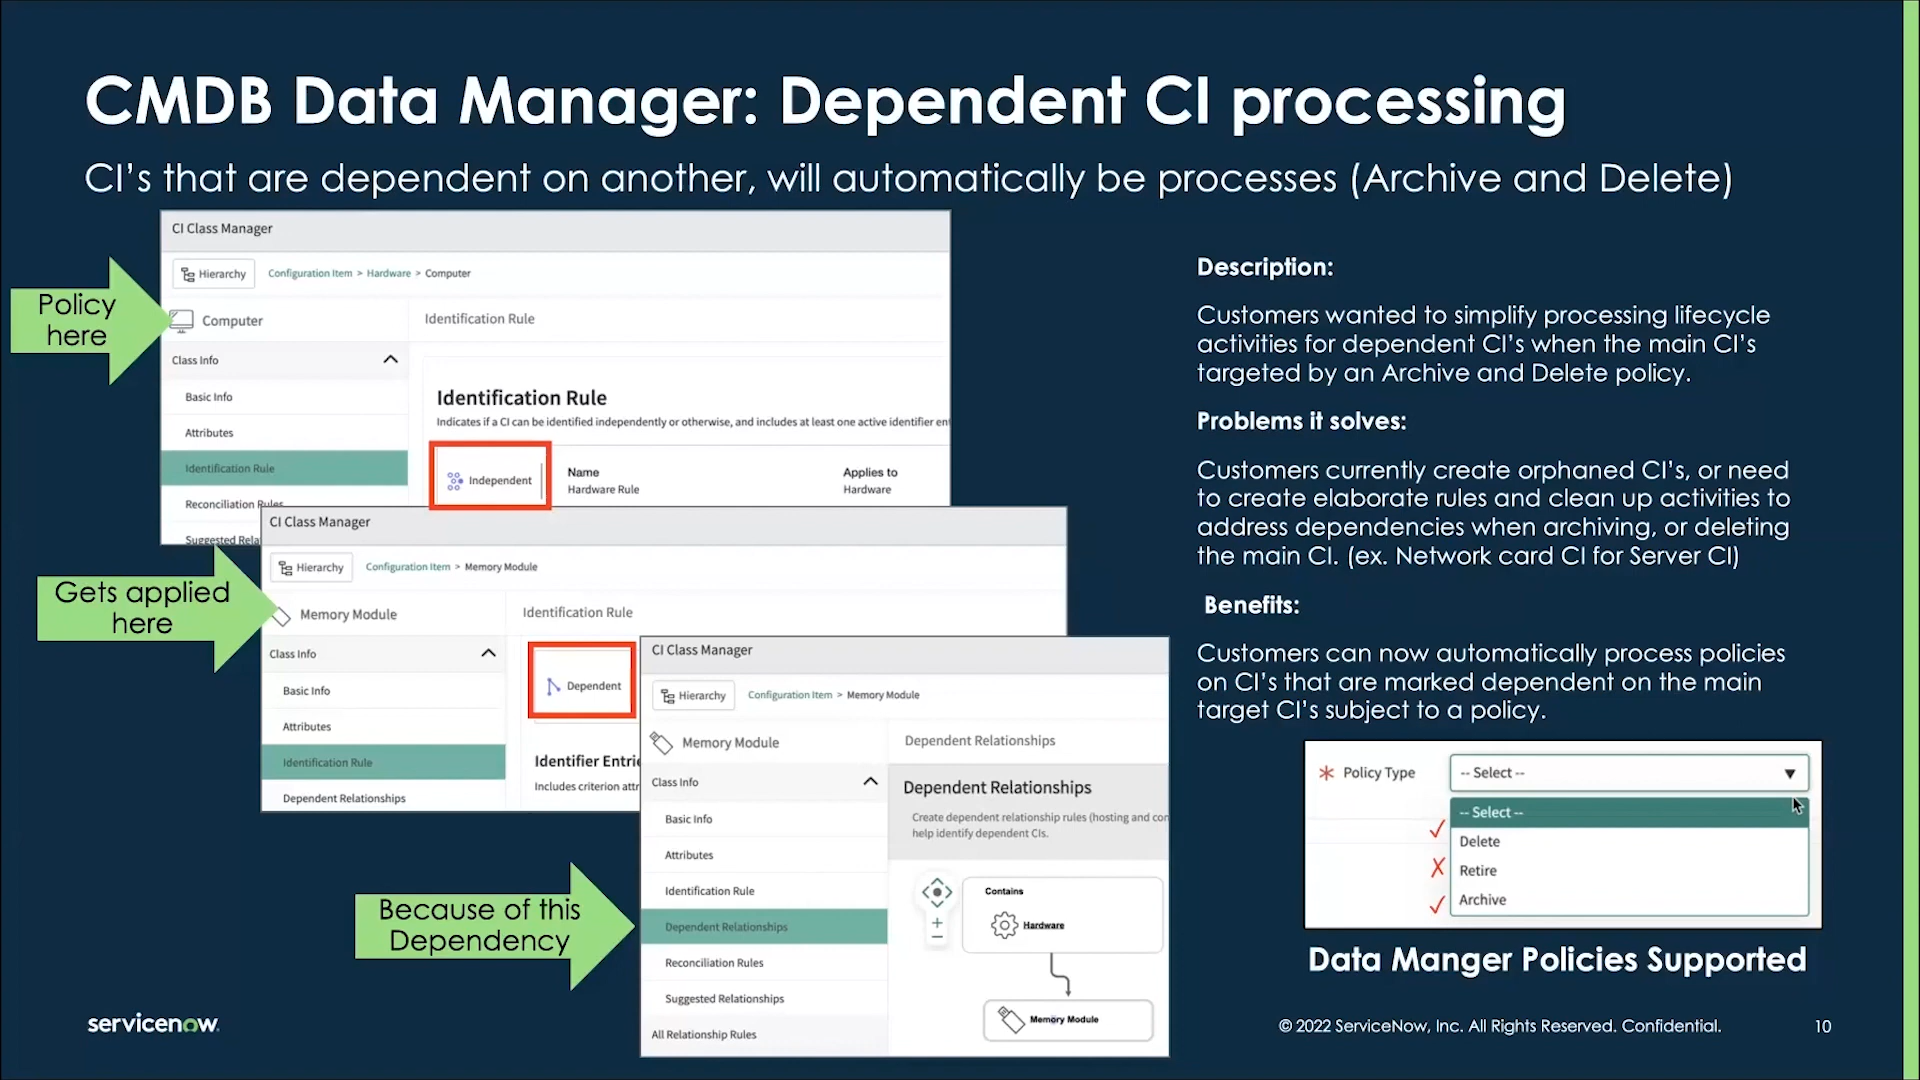 CMDB Data Manager: Dependent CI processing
CI's that are dependent on another, will automatically be processes (Archive and Delete)
Policy
here
CI Class Manager
Hierarchy
Configuration Item > Hardware > Computer
Computer
Identification Rule
Class Info
Basic Info
Attributes
Identification Rule
Reconciliation Rules
Identification Rule
Indicates if a CI can be identified independently or otherwise, and includes at least one active identifier
Independent
Name
Hardware Rule
Applies to
Hardware
Gets applied
here
CI Class Manager
Hierarchy
Configuration Item > Memory Module
Memory Module
Identification Rule
Class Info
Basic Info
Attributes
Identification Rule
Dependent Relationships
Dependent
Identifier
Includes criterion
Because of this
Dependency
CI Class Manager
Hierarchy
Configuration Item > Memory Module
Memory Module
Dependent Relationships
Class Info
Basic Info
Attributes
Identification Rule
Dependent Relationships
Reconciliation Rules
Suggested Relationships
All Relationship Rules
Dependent Relationships
Create dependent relationship rules (hosting and
help identify dependent CIs.
Contains
Hardware
Memory Module
Description:
Customers wanted to simplify processing lifecycle
activities for dependent CI's when the main CI's
targeted by an Archive and Delete policy.
Problems it solves:
Customers currently create orphaned CI's, or need
to create elaborate rules and clean up activities to
address dependencies when archiving, or deleting
the main CI. (ex. Network card CI for Server CI)
Benefits:
Customers can now automatically process policies
on CI's that are marked dependent on the main
target CI's subject to a policy.
* Policy Type
-- Select --
-- Select --
Delete
Retire
Archive
Data Manger Policies Supported
servicenow.
© 2022 ServiceNow, Inc. All Rights Reserved. Confidential.
10